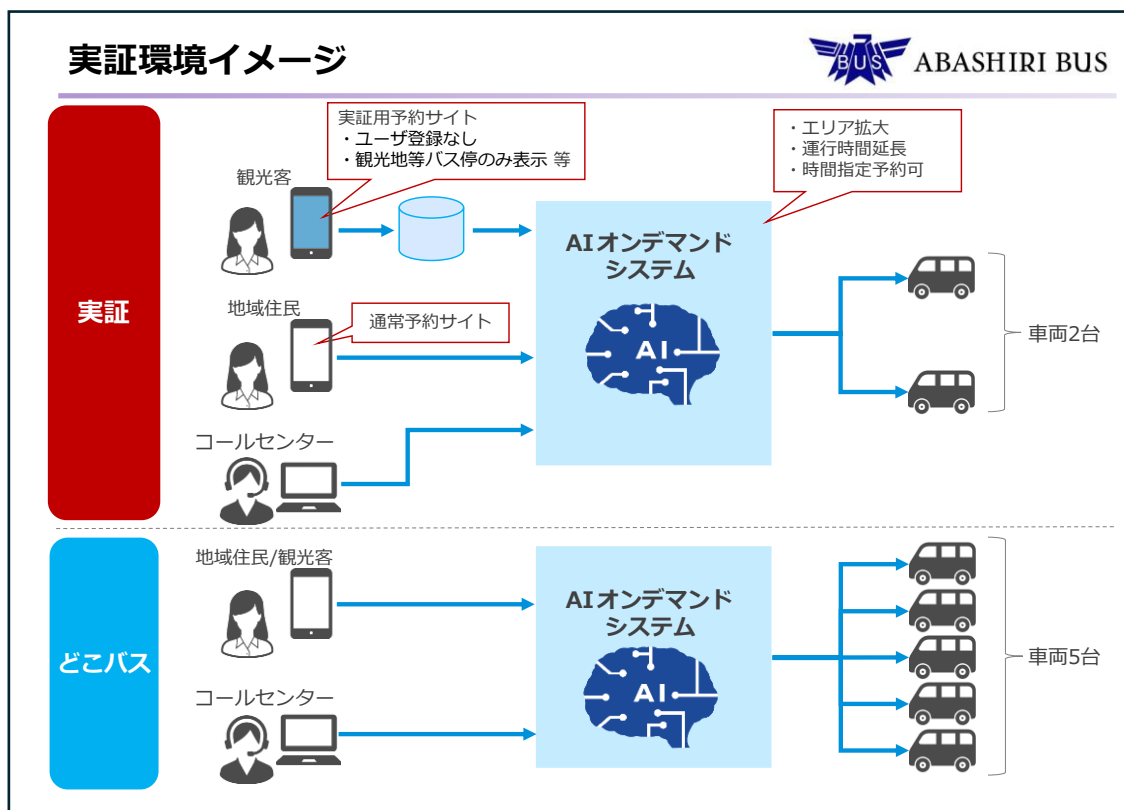 実証環境イメージ
BUS
ABASHIRI BUS
実証
実証用予約サイト
・ユーザ登録なし
・観光地等バス停のみ表示 等
・エリア拡大
・運行時間延長
・時間指定予約可
観光客
AIオンデマンド
システム
AI
地域住民
通常予約サイト
車両2台
コールセンター
どこバス
地域住民/観光客
AIオンデマンド
システム
AI
車両5台
コールセンター